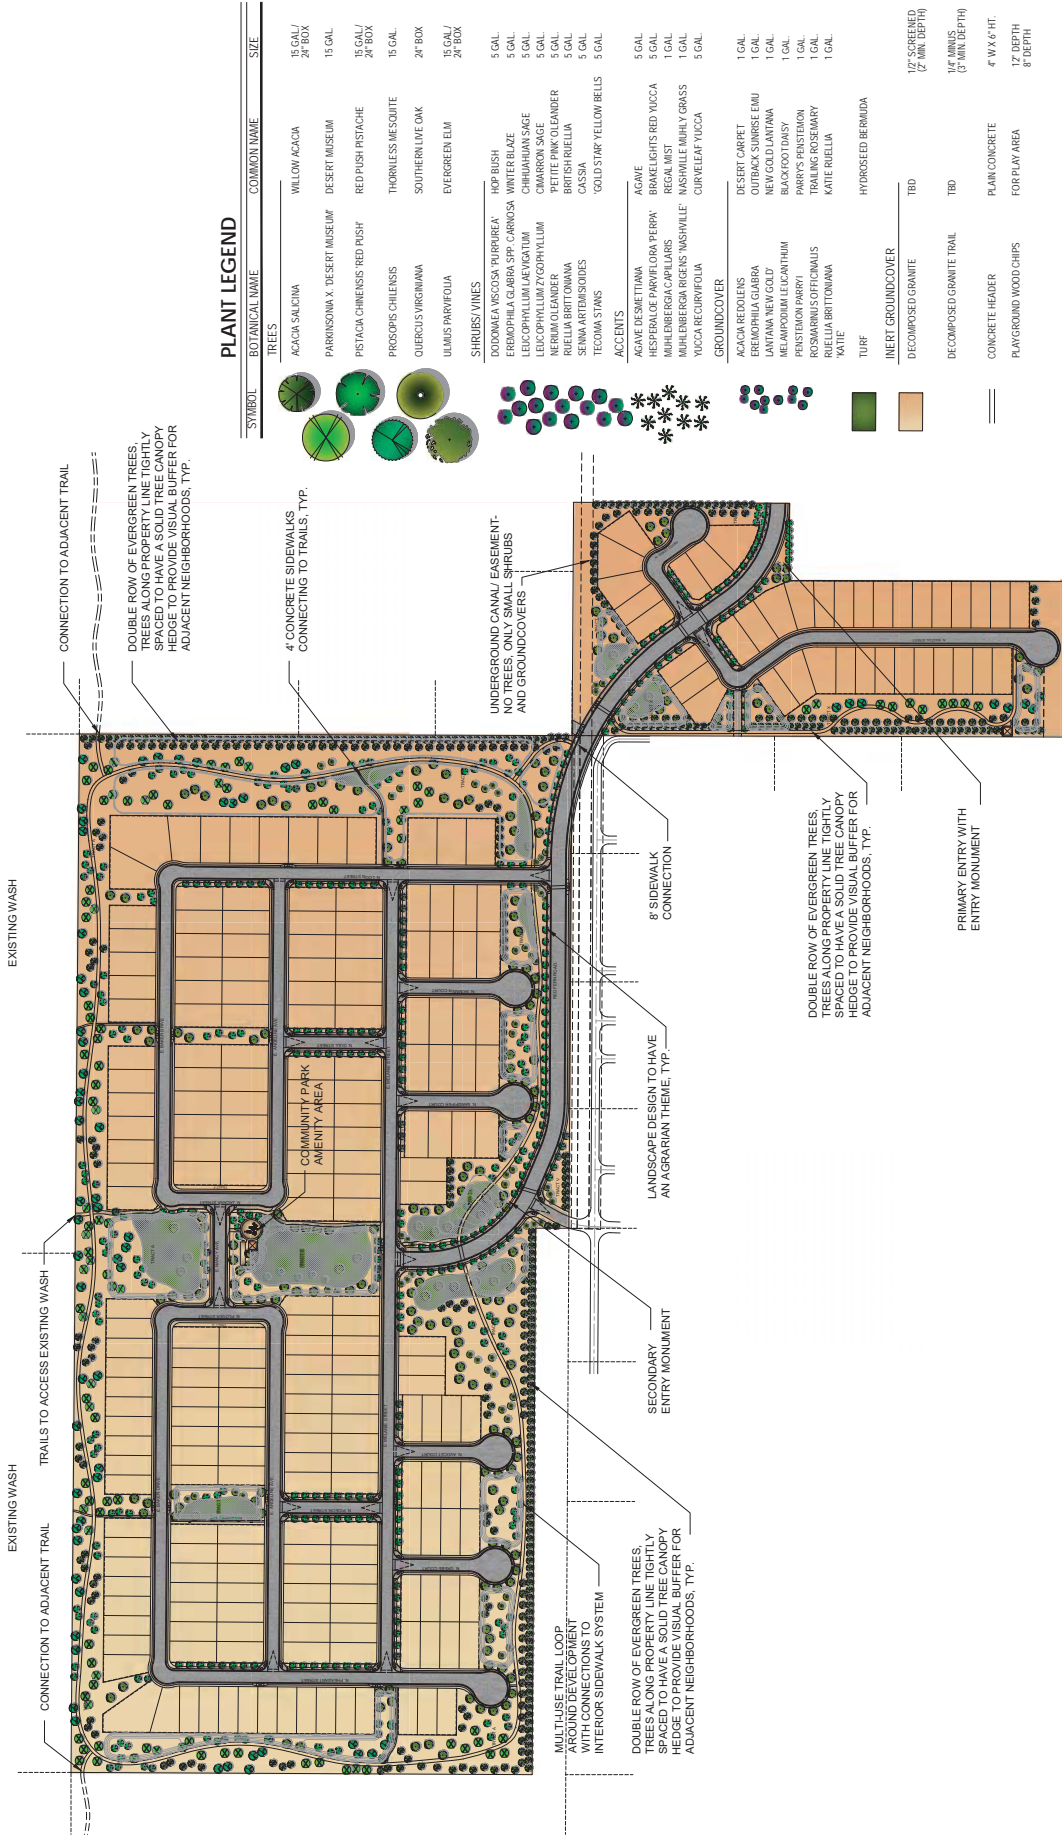 PLANT LEGEND
SYMBOL BOTANICAL NAME COMMON NAME SIZE
TREES
ACACIA SALICINA WILLOW ACACIA 15 GAL/
24" BOX
PARKINSONIA X. 'DESERT MUSEUM' DESERT MUSEUM 15 GAL
PISTACIA CHINENSIS 'RED PUSH' RED PUSH PISTACHE 15 GAL/
24" BOX
PROSOPIS CHILENSIS THORNLESS MESQUITE 15 GAL.
QUERCUS VIRGINIANA SOUTHERN LIVE OAK 24" BOX
ULMUS PARVIFOLIA EVERGREEN ELM 15 GAL/
24" BOX
SHRUBS/VINES
DODONAEA VISCOSA 'PURPUREA' HOP BUSH 5 GAL.
EREMOPHILA GLABRA SPP. CARNOSA WINTER BLAZE 5 GAL.
LEUCOPHYLLUM LAEVIGATUM CHIHUAHUAN SAGE 5 GAL.
LEUCOPHYLLUM ZYGOPHYLLUM CIMARRON SAGE 5 GAL.
NERIUM OLEANDER 'PETITE PINK' OLEANDER 5 GAL.
RUELLIA BRITTONIANA BRITISH RUELLIA 5 GAL.
SENNA ARTEMISIOIDES CASSIA 5 GAL
TECOMA STANS 'GOLD STAR' YELLOW BELLS 5 GAL.
ACCENTS
AGAVE DESMETTIANA AGAVE 5 GAL
HESPERALOE PARVIFLORA 'PERPA' BRAKELIGHTS RED YUCCA 5 GAL.
MUHLENBERGIA CAPILLARIS REGAL MIST 1 GAL
MUHLENBERGIA RIGENS 'NASHVILLE' NASHVILLE MUHLY GRASS 1 GAL
YUCCA RECURVIFOLIA CURVELEAF YUCCA 5 GAL.
GROUNDCOVER
ACACIA REDOLENS DESERT CARPET 1 GAL.
EREMOPHILA GLABRA OUTBACK SUNRISE EMU 1 GAL.
LANTANA 'NEW GOLD' NEW GOLD LANTANA 1 GAL.
MELAMPODIUM LEUCANTHUM BLACKFOOT DAISY 1 GAL.
PENSTEMON PARRYI PARRY'S PENSTEMON 1 GAL.
ROSMARINUS OFFICINALIS TRAILING ROSEMARY 1 GAL.
RUELLIA BRITTONIANA KATIE RUELLIA 1 GAL.
'KATIE'
TURF HYDROSEED BERMUDA
INERT GROUNDCOVER
DECOMPOSED GRANITE TBD 1/2" SCREENED
(2" MIN. DEPTH)
DECOMPOSED GRANITE TRAIL TBD 1/4" MINUS
(3" MIN. DEPTH)
CONCRETE HEADER PLAIN CONCRETE 4" W X 6" HT.
PLAYGROUND WOOD CHIPS FOR PLAY AREA 12" DEPTH
8" DEPTH
EXISTING WASH
EXISTING WASH
CONNECTION TO ADJACENT TRAIL
TRAILS TO ACCESS EXISTING WASH
CONNECTION TO ADJACENT TRAIL
DOUBLE ROW OF EVERGREEN TREES,
TREES ALONG PROPERTY LINE TIGHTLY
SPACED TO HAVE A SOLID TREE CANOPY
HEDGE TO PROVIDE VISUAL BUFFER FOR
ADJACENT NEIGHBORHOODS, TYP.
4' CONCRETE SIDEWALKS
CONNECTING TO TRAILS, TYP.
UNDERGROUND CANAL/ EASEMENT-
NO TREES, ONLY SMALL SHRUBS
AND GROUNDCOVERS
COMMUNITY PARK
AMENITY AREA
MULTI-USE TRAIL LOOP
AROUND DEVELOPMENT
WITH CONNECTIONS TO
INTERIOR SIDEWALK SYSTEM
DOUBLE ROW OF EVERGREEN TREES,
TREES ALONG PROPERTY LINE TIGHTLY
SPACED TO HAVE A SOLID TREE CANOPY
HEDGE TO PROVIDE VISUAL BUFFER FOR
ADJACENT NEIGHBORHOODS, TYP.
SECONDARY
ENTRY MONUMENT
LANDSCAPE DESIGN TO HAVE
AN AGRARIAN THEME, TYP.
8' SIDEWALK
CONNECTION
DOUBLE ROW OF EVERGREEN TREES,
TREES ALONG PROPERTY LINE TIGHTLY
SPACED TO HAVE A SOLID TREE CANOPY
HEDGE TO PROVIDE VISUAL BUFFER FOR
ADJACENT NEIGHBORHOODS, TYP.
PRIMARY ENTRY WITH
ENTRY MONUMENT